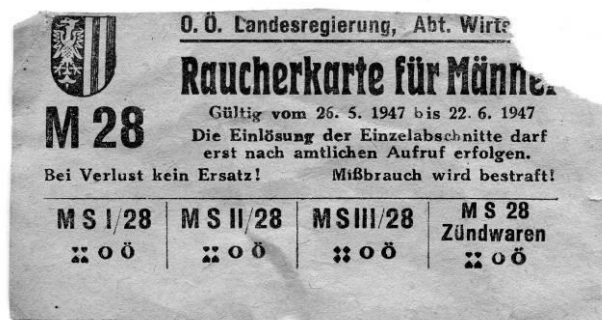 O. Ö. Landesregierung, Abt.
Raucherkarte für
M 28
Gültig vom 26. 5. 1947 bis 22. 6. 1947
Die Einlösung der Einzelabschnitte darf
erst nach amtlichen Aufruf erfolgen.
Bei Verlust kein Ersatz! Mißbrauch wird bestraft!
M S I/28 M S II/28 M S III/28 M S 28
Zündwaren
O Ö O Ö O Ö O Ö